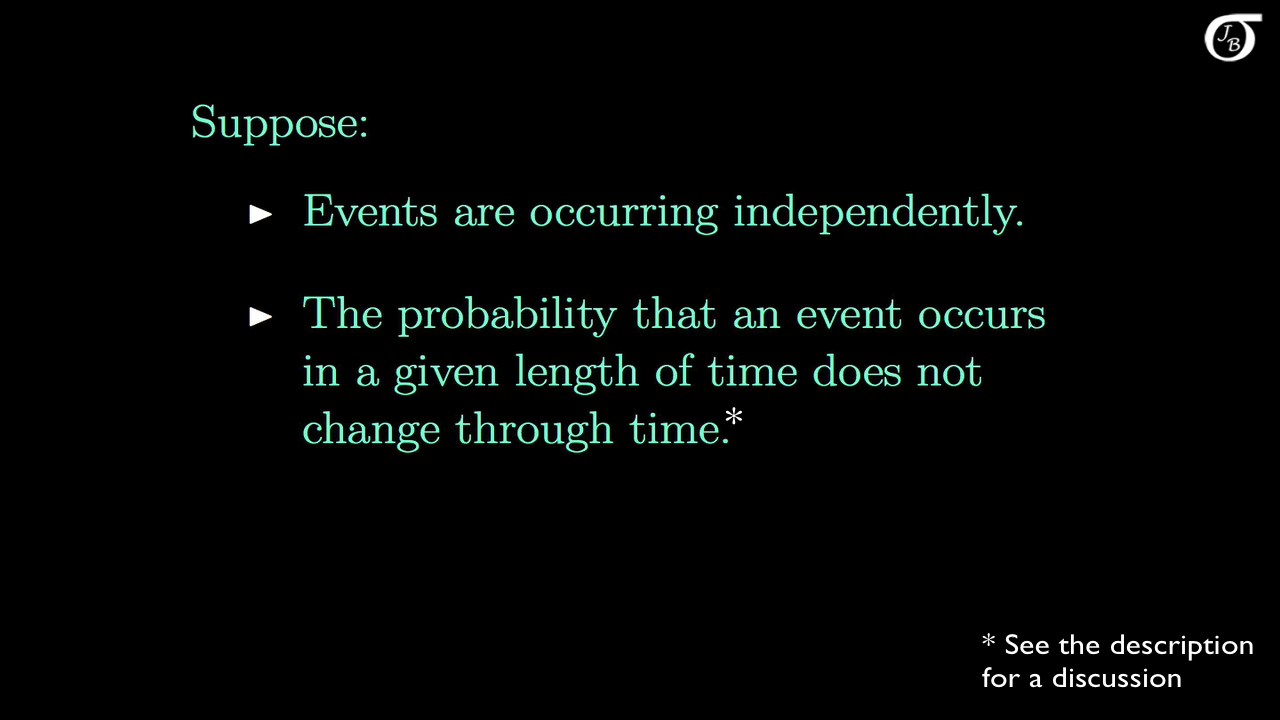 JB
Suppose:
► Events are occurring independently.
► The probability that an event occurs
in a given length of time does not
change through time.*
* See the description
for a discussion